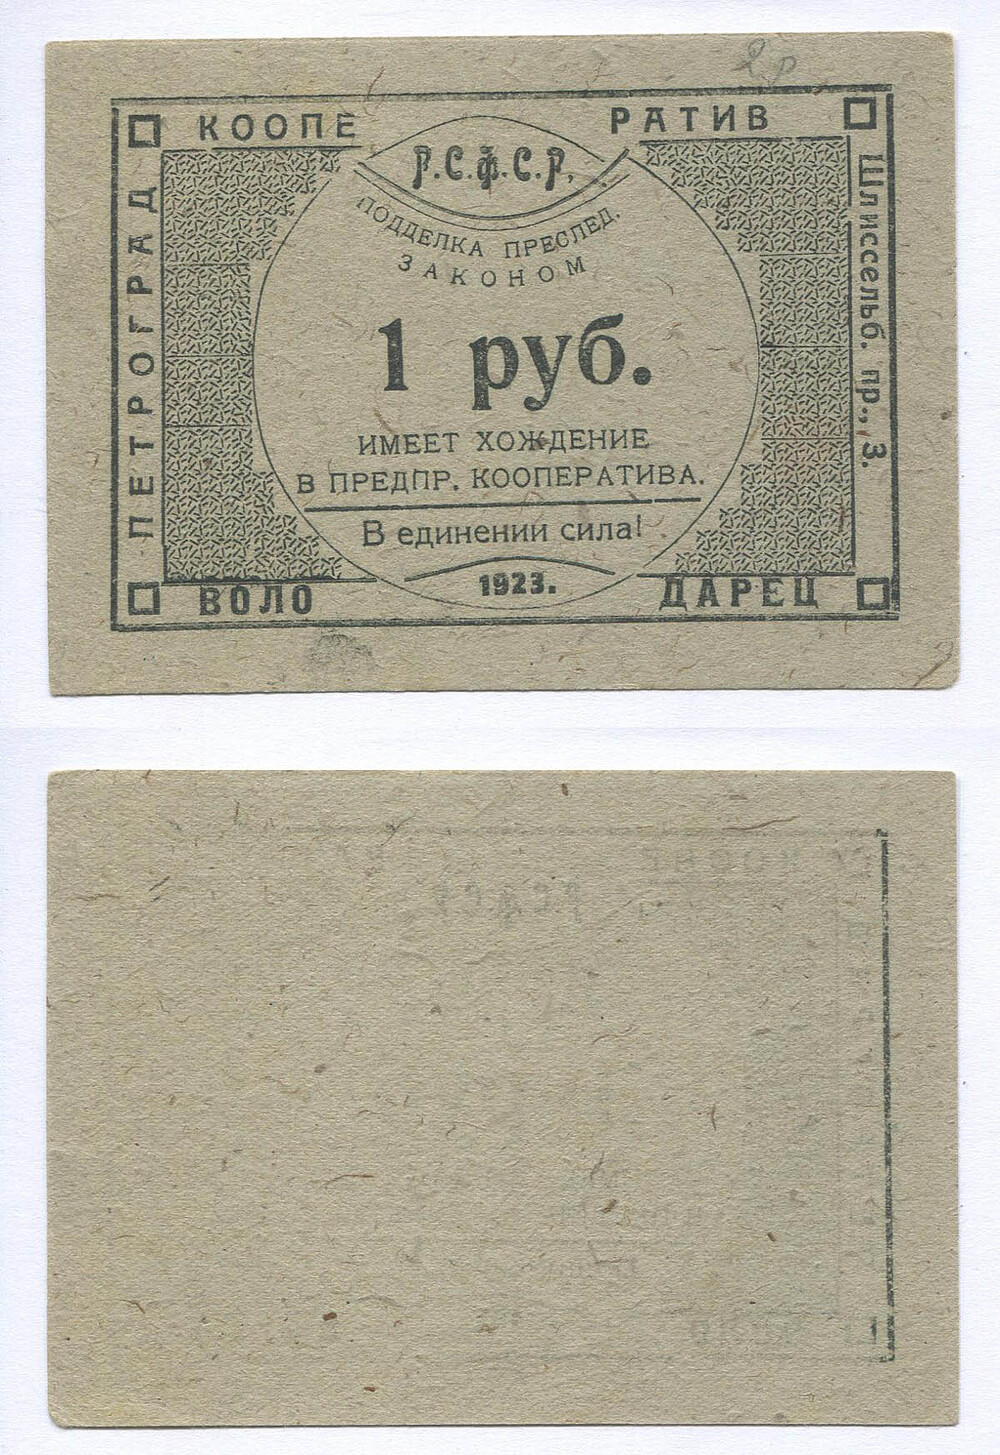 КООПЕ РАТИВ
Р.С.Ф.С.Р.
ПОДДЕЛКА ПРЕСЛЕД.
ЗАКОНОМ
ПЕТРОГРАД
Шлиссельб. пр., 3.
1 руб.
ИМЕЕТ ХОЖДЕНИЕ
В ПРЕДПР. КООПЕРАТИВА.
В единении сила!
1923.
ВОЛО ДАРЕЦ